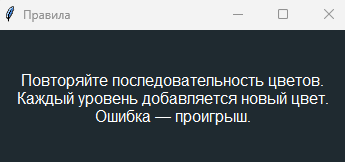 Правила
Повторяйте последовательность цветов.
Каждый уровень добавляется новый цвет.
Ошибка — проигрыш.